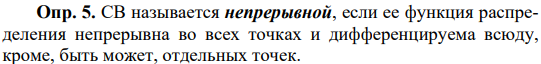 Опр. 5. СВ называется непрерывной, если ее функция распре-
деления непрерывна во всех точках и дифференцируема всюду,
кроме, быть может, отдельных точек.